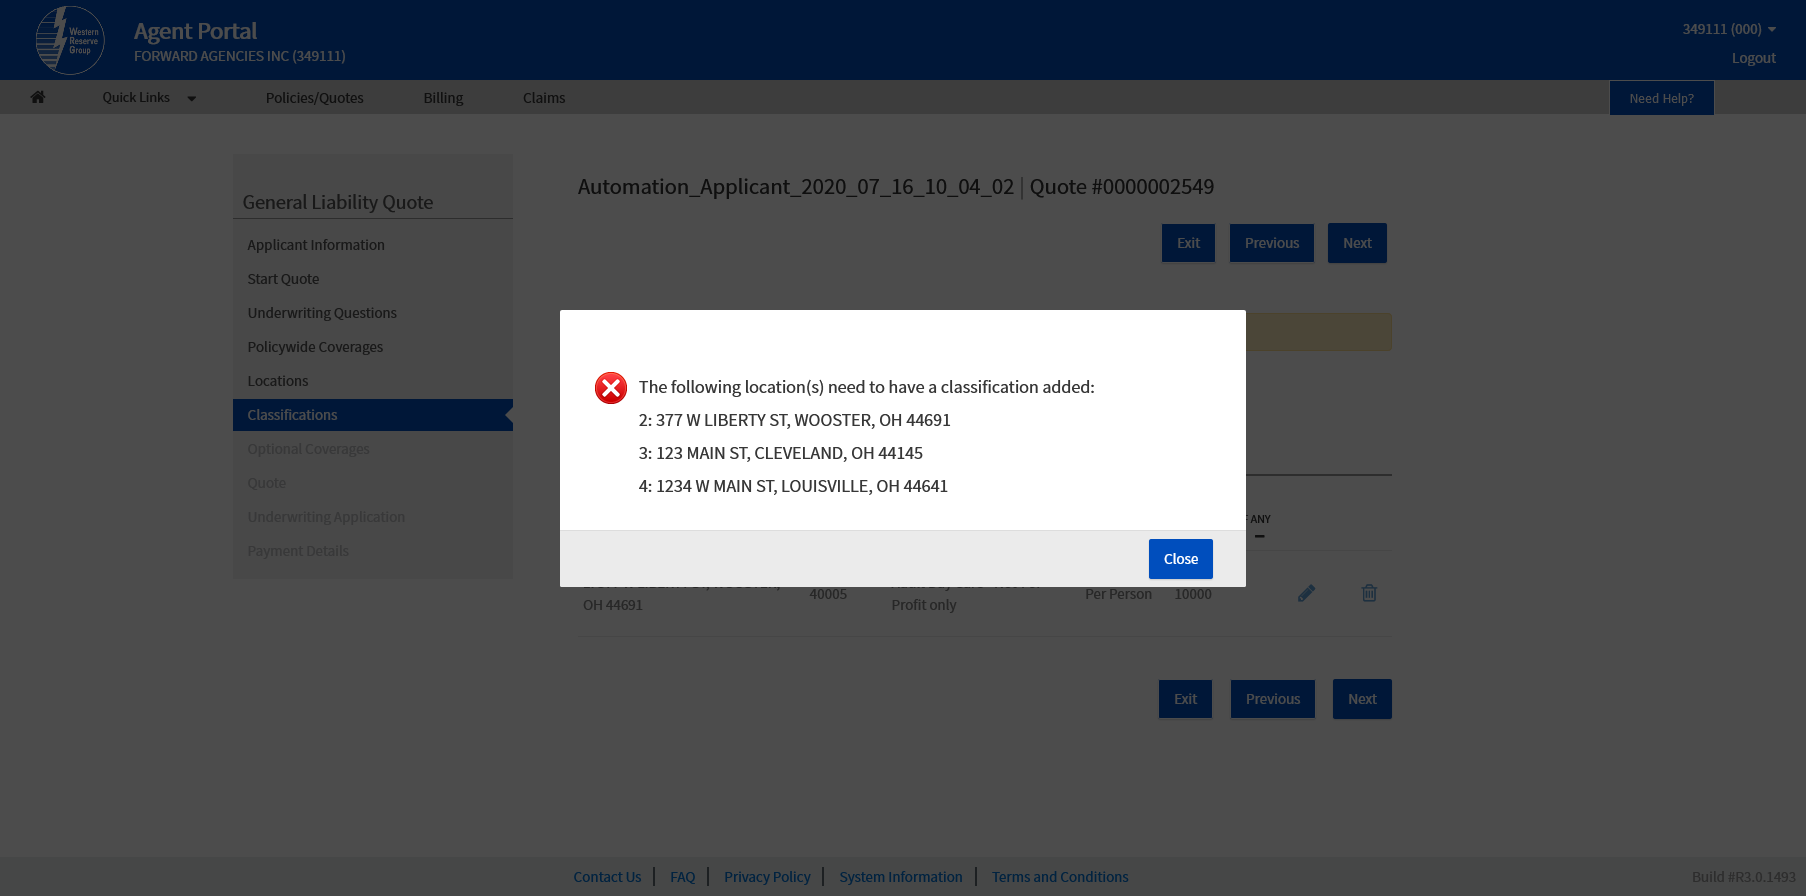 Western
Reserve
Group
Agent Portal
FORWARD AGENCIES INC (349111)
349111 (000)
Logout
Quick Links
Policies/Quotes
Billing
Claims
Need Help?
General Liability Quote
Applicant Information
Start Quote
Underwriting Questions
Policywide Coverages
Locations
Classifications
Optional Coverages
Quote
Underwriting Application
Payment Details
Automation_Applicant_2020_07_16_10_04_02 | Quote #0000002549
Exit
Previous
Next
The following location(s) need to have a classification added:
2: 377 W LIBERTY ST, WOOSTER, OH 44691
3: 123 MAIN ST, CLEVELAND, OH 44145
4: 1234 W MAIN ST, LOUISVILLE, OH 44641
ANY
Close
OH 44691
40005
Profit only
Per Person
10000
Exit
Previous
Next
Contact Us
FAQ
Privacy Policy
System Information
Terms and Conditions
Build #R3.0.1493